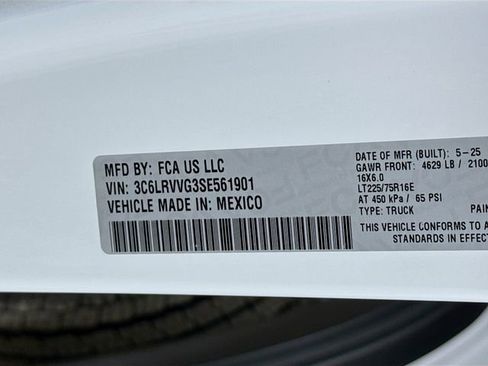 MFD BY: FCA US LLC
VIN: 3C6LRVVG3SE561901
VEHICLE MADE IN: MEXICO
DATE OF MFR (BUILT): 5-25
GAWR FRONT: 4629 LB / 2100
16X6.0
LT225/75R16E
AT 450 kPa / 65 PSI
TYPE: TRUCK PAIN
THIS VEHICLE CONFORMS TO A
STANDARDS IN EFFECT